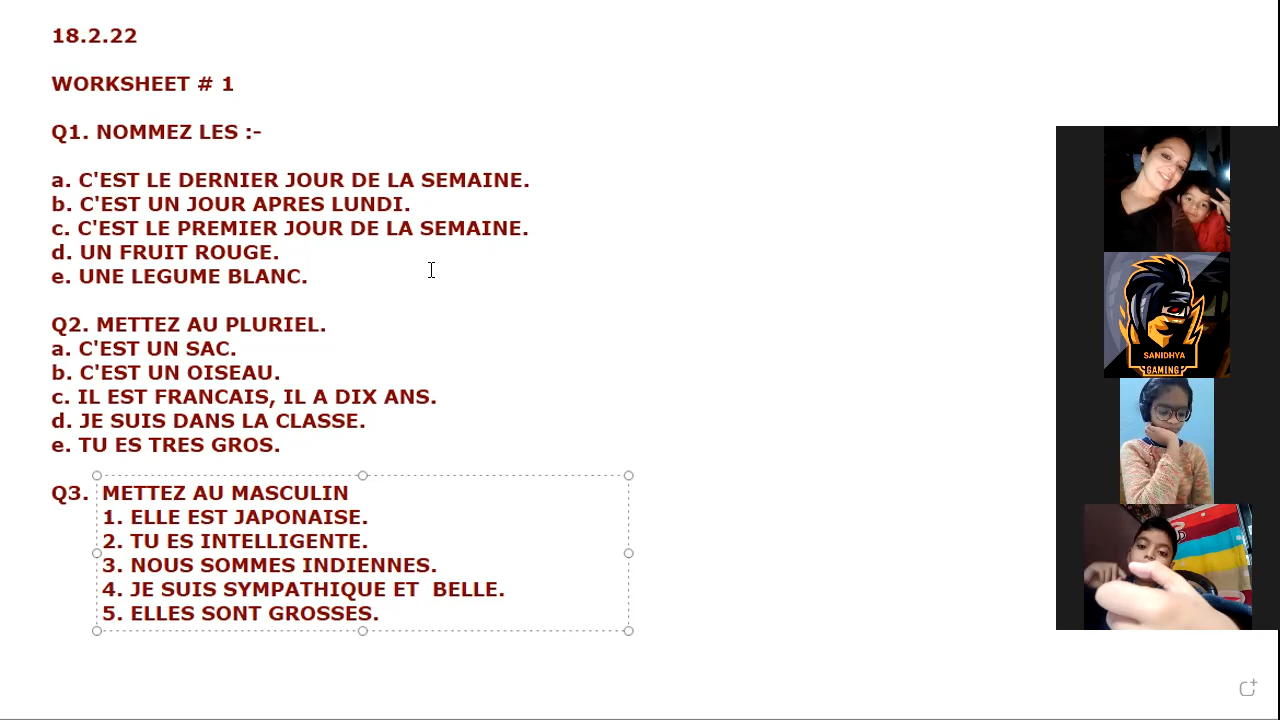 18.2.22
WORKSHEET # 1
Q1. NOMMEZ LES :-
a. C'EST LE DERNIER JOUR DE LA SEMAINE.
b. C'EST UN JOUR APRES LUNDI.
c. C'EST LE PREMIER JOUR DE LA SEMAINE.
d. UN FRUIT ROUGE.
e. UNE LEGUME BLANC.
Q2. METTEZ AU PLURIEL.
a. C'EST UN SAC.
b. C'EST UN OISEAU.
c. IL EST FRANCAIS, IL A DIX ANS.
d. JE SUIS DANS LA CLASSE.
e. TU ES TRES GROS.
Q3. METTEZ AU MASCULIN
1. ELLE EST JAPONAISE.
2. TU ES INTELLIGENTE.
3. NOUS SOMMES INDIENNES.
4. JE SUIS SYMPATHIQUE ET  BELLE.
5. ELLES SONT GROSSES.
SANIDHYA
GAMING